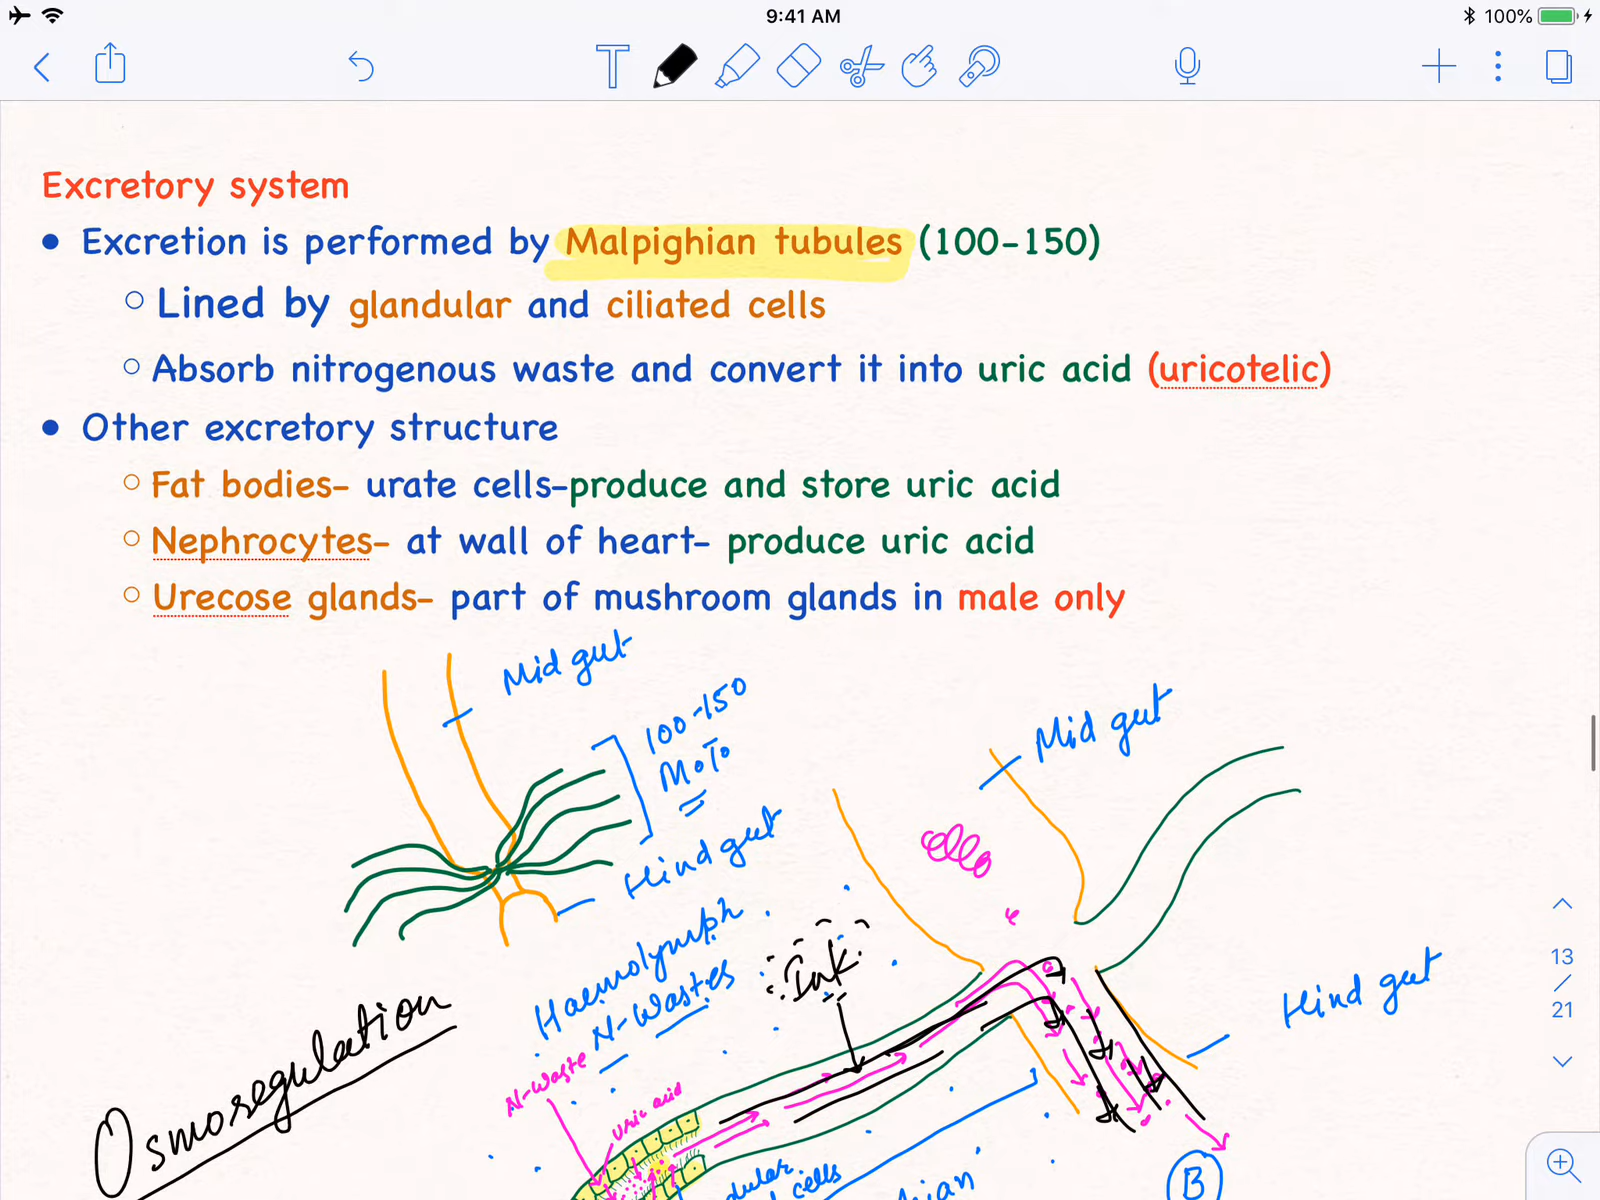 9:41 AM
100%
Excretory system
• Excretion is performed by Malpighian tubules (100-150)
○ Lined by glandular and ciliated cells
○ Absorb nitrogenous waste and convert it into uric acid (uricotelic)
• Other excretory structure
○ Fat bodies- urate cells-produce and store uric acid
○ Nephrocytes- at wall of heart- produce uric acid
○ Urecose glands- part of mushroom glands in male only
Mid gut
100-150
M.T.
Hind gut
Mid gut
Haemolymph
N-Wastes
Ink
Hind gut
N-Waste
Uric acid
Osmoregulation
cells
B
13
/
21